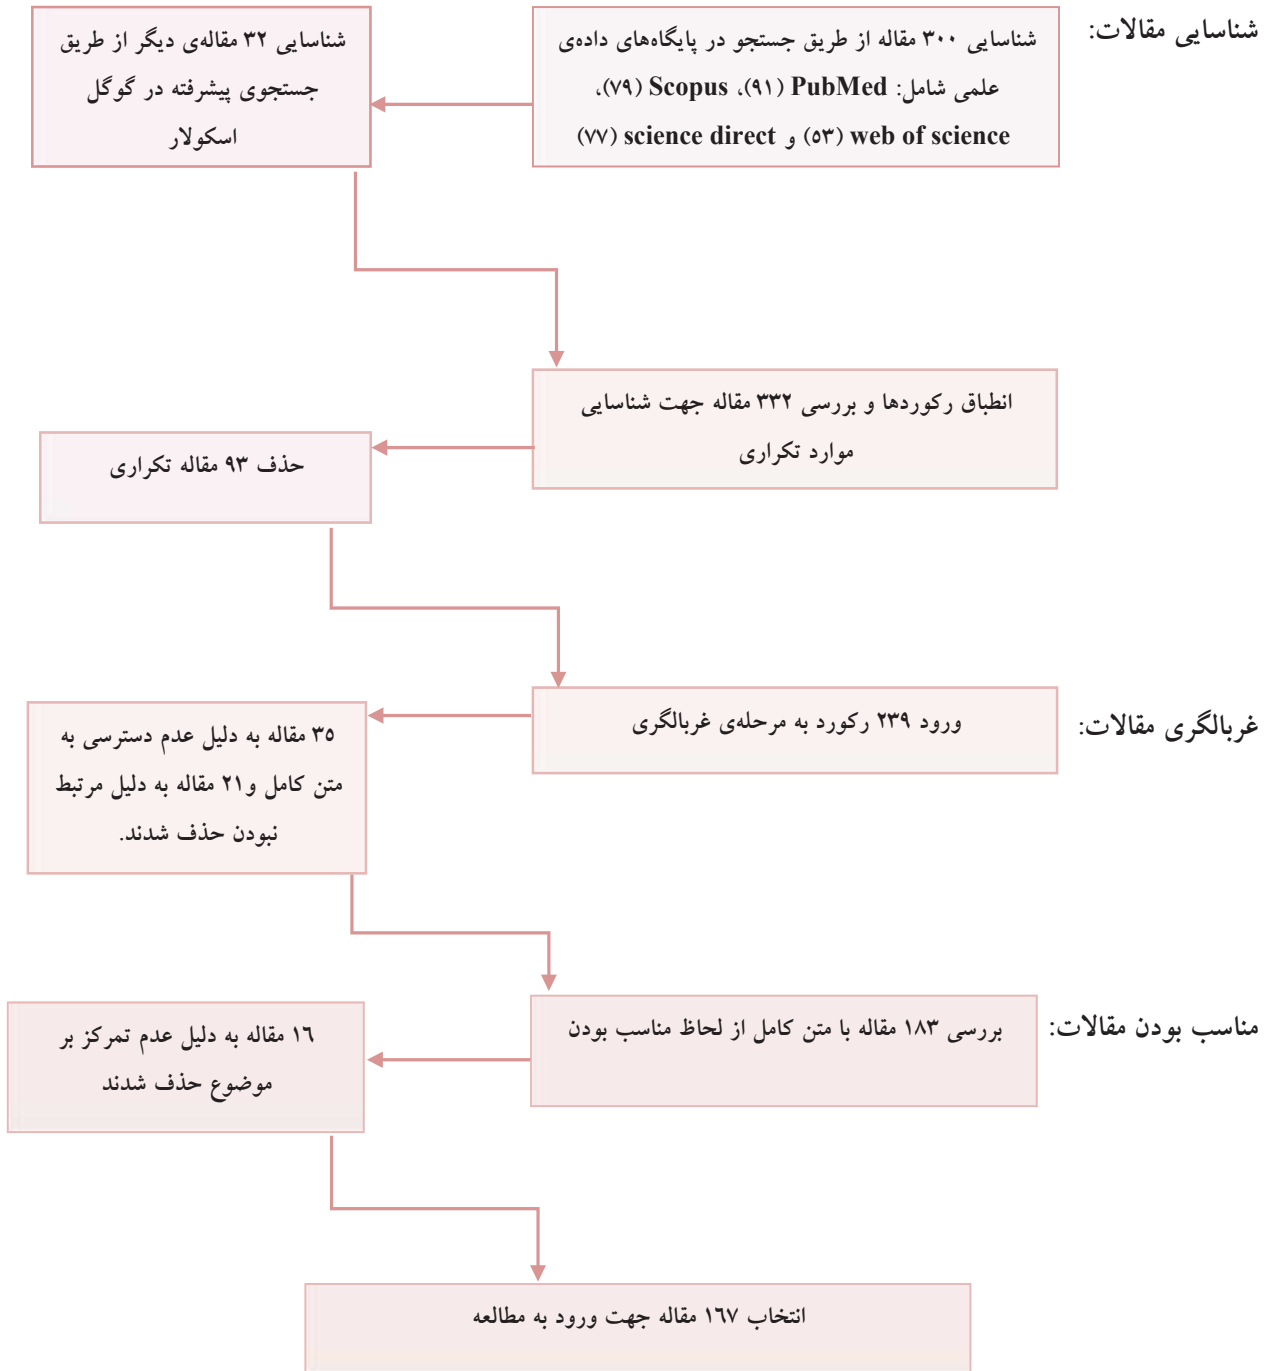 شناسایی مقالات:
شناسایی ۳۰۰ مقاله از طریق جستجو در پایگاه‌های داده‌ی
علمی شامل: PubMed (۹۱)، Scopus (۷۹)،
web of science (۵۳) و science direct (۷۷)
شناسایی ۳۲ مقاله‌ی دیگر از طریق
جستجوی پیشرفته در گوگل
اسکولار
انطباق رکوردها و بررسی ۳۳۲ مقاله جهت شناسایی
موارد تکراری
حذف ۹۳ مقاله تکراری
غربالگری مقالات:
ورود ۲۳۹ رکورد به مرحله‌ی غربالگری
۳۵ مقاله به دلیل عدم دسترسی به
متن کامل و۲۱ مقاله به دلیل مرتبط
نبودن حذف شدند.
مناسب بودن مقالات:
بررسی ۱۸۳ مقاله با متن کامل از لحاظ مناسب بودن
۱۶ مقاله به دلیل عدم تمرکز بر
موضوع حذف شدند
انتخاب ۱۶۷ مقاله جهت ورود به مطالعه